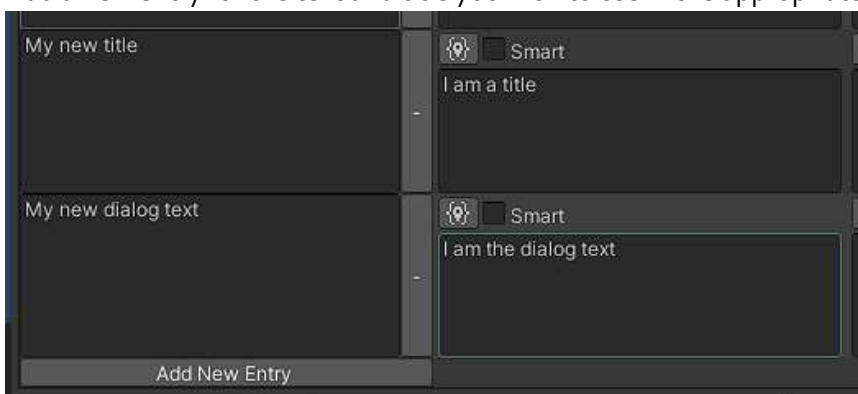 My new title
Smart
I am a title
-
My new dialog text
Smart
I am the dialog text
-
Add New Entry